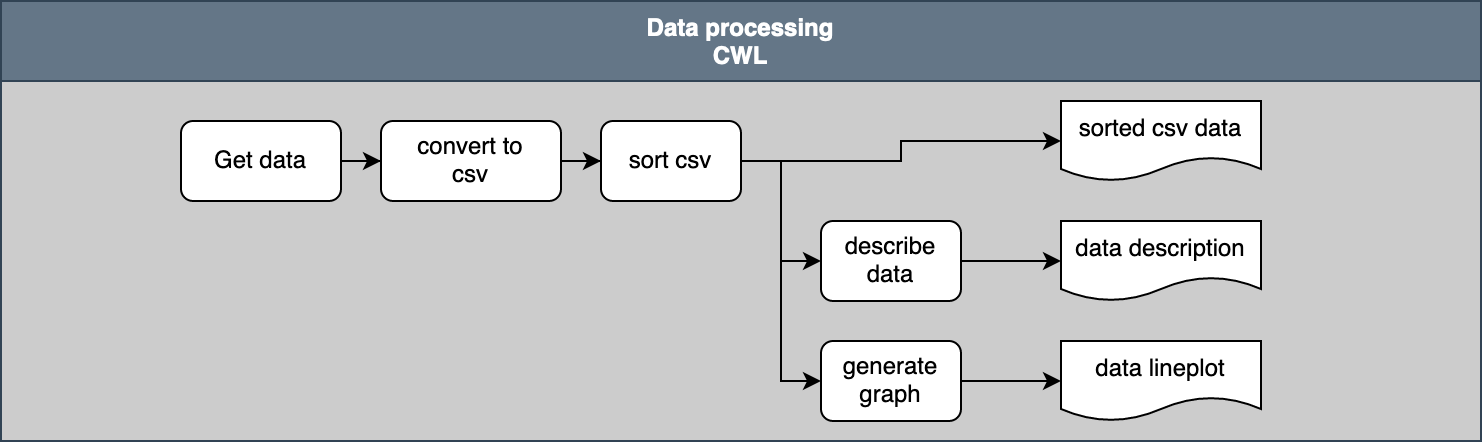 Data processing
CWL
Get data
convert to
csv
sort csv
sorted csv data
describe
data
data description
generate
graph
data lineplot